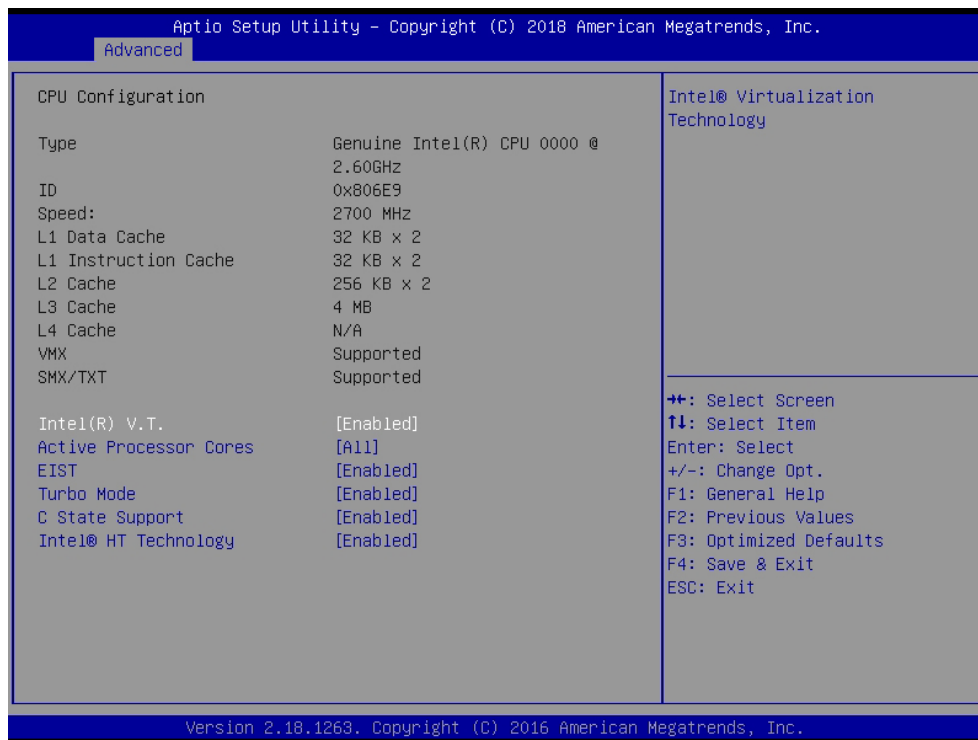 Aptio Setup Utility – Copyright (C) 2018 American Megatrends, Inc.
Advanced
CPU Configuration
Type Genuine Intel(R) CPU 0000 @
2.60GHz
ID 0x806E9
Speed: 2700 MHz
L1 Data Cache 32 KB x 2
L1 Instruction Cache 32 KB x 2
L2 Cache 256 KB x 2
L3 Cache 4 MB
L4 Cache N/A
VMX Supported
SMX/TXT Supported
Intel(R) V.T. [Enabled]
Active Processor Cores [All]
EIST [Enabled]
Turbo Mode [Enabled]
C State Support [Enabled]
Intel® HT Technology [Enabled]
Intel® Virtualization
Technology
→←: Select Screen
↑↓: Select Item
Enter: Select
+/-: Change Opt.
F1: General Help
F2: Previous Values
F3: Optimized Defaults
F4: Save & Exit
ESC: Exit
Version 2.18.1263. Copyright (C) 2016 American Megatrends, Inc.